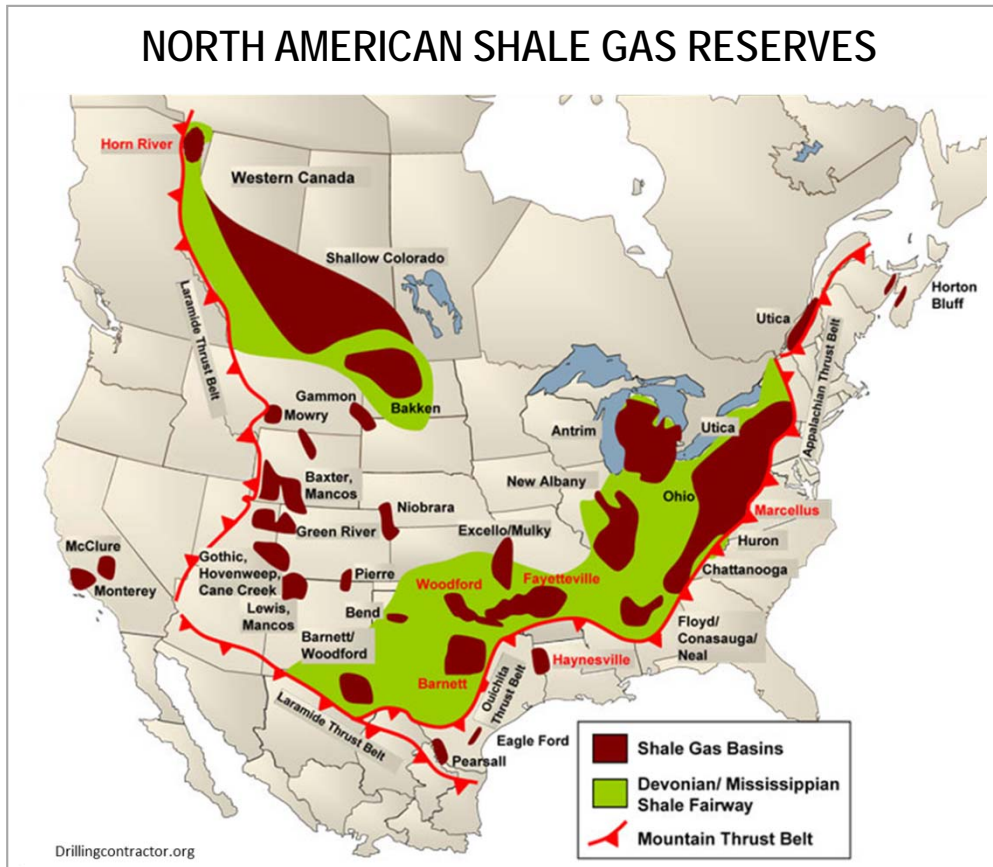 NORTH AMERICAN SHALE GAS RESERVES
Horn River
Western Canada
Shallow Colorado
Laramide Thrust Belt
Horton
Bluff
Utica
Appalachian Thrust Belt
Gammon
Mowry
Bakken
Antrim
Utica
Baxter,
Mancos
New Albany
Ohio
Niobrara
Marcellus
Green River
Excello/Mulky
Huron
McClure
Monterey
Gothic,
Hovenweep,
Cane Creek
Pierre
Woodford
Fayetteville
Chattanooga
Lewis,
Mancos
Bend
Barnett/
Woodford
Floyd/
Conasauga/
Neal
Barnett
Haynesville
Ouichita
Thrust Belt
Laramide Thrust Belt
Eagle Ford
Pearsall
Shale Gas Basins
Devonian/ Mississippian
Shale Fairway
Mountain Thrust Belt
Drillingcontractor.org